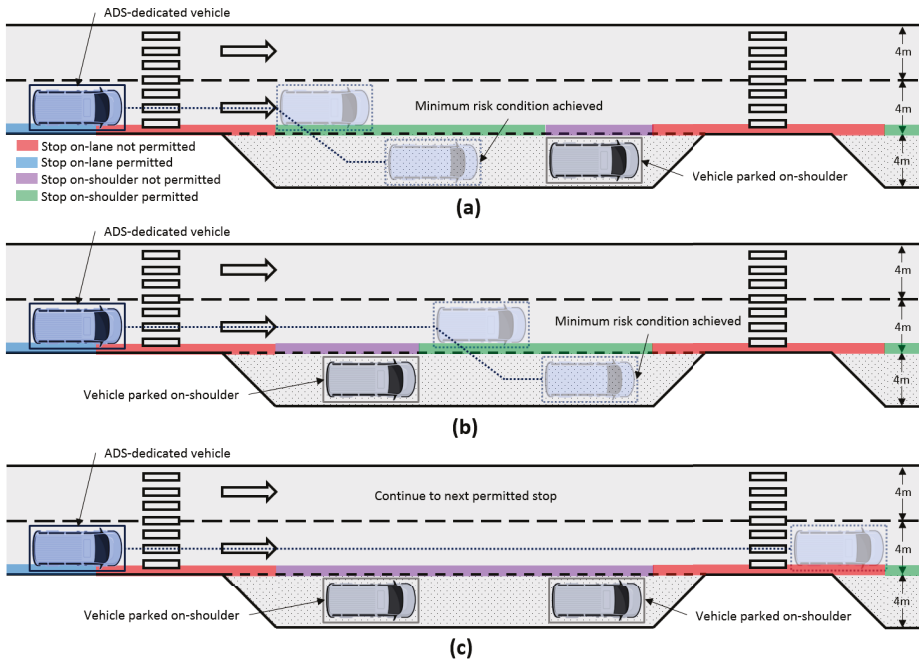 ADS-dedicated vehicle
4m
Minimum risk condition achieved
4m
Stop on-lane not permitted
Stop on-lane permitted
Stop on-shoulder not permitted
Stop on-shoulder permitted
Vehicle parked on-shoulder
4m
(a)
ADS-dedicated vehicle
4m
Minimum risk condition achieved
4m
Vehicle parked on-shoulder
4m
(b)
ADS-dedicated vehicle
Continue to next permitted stop
4m
4m
Vehicle parked on-shoulder
Vehicle parked on-shoulder
4m
(c)